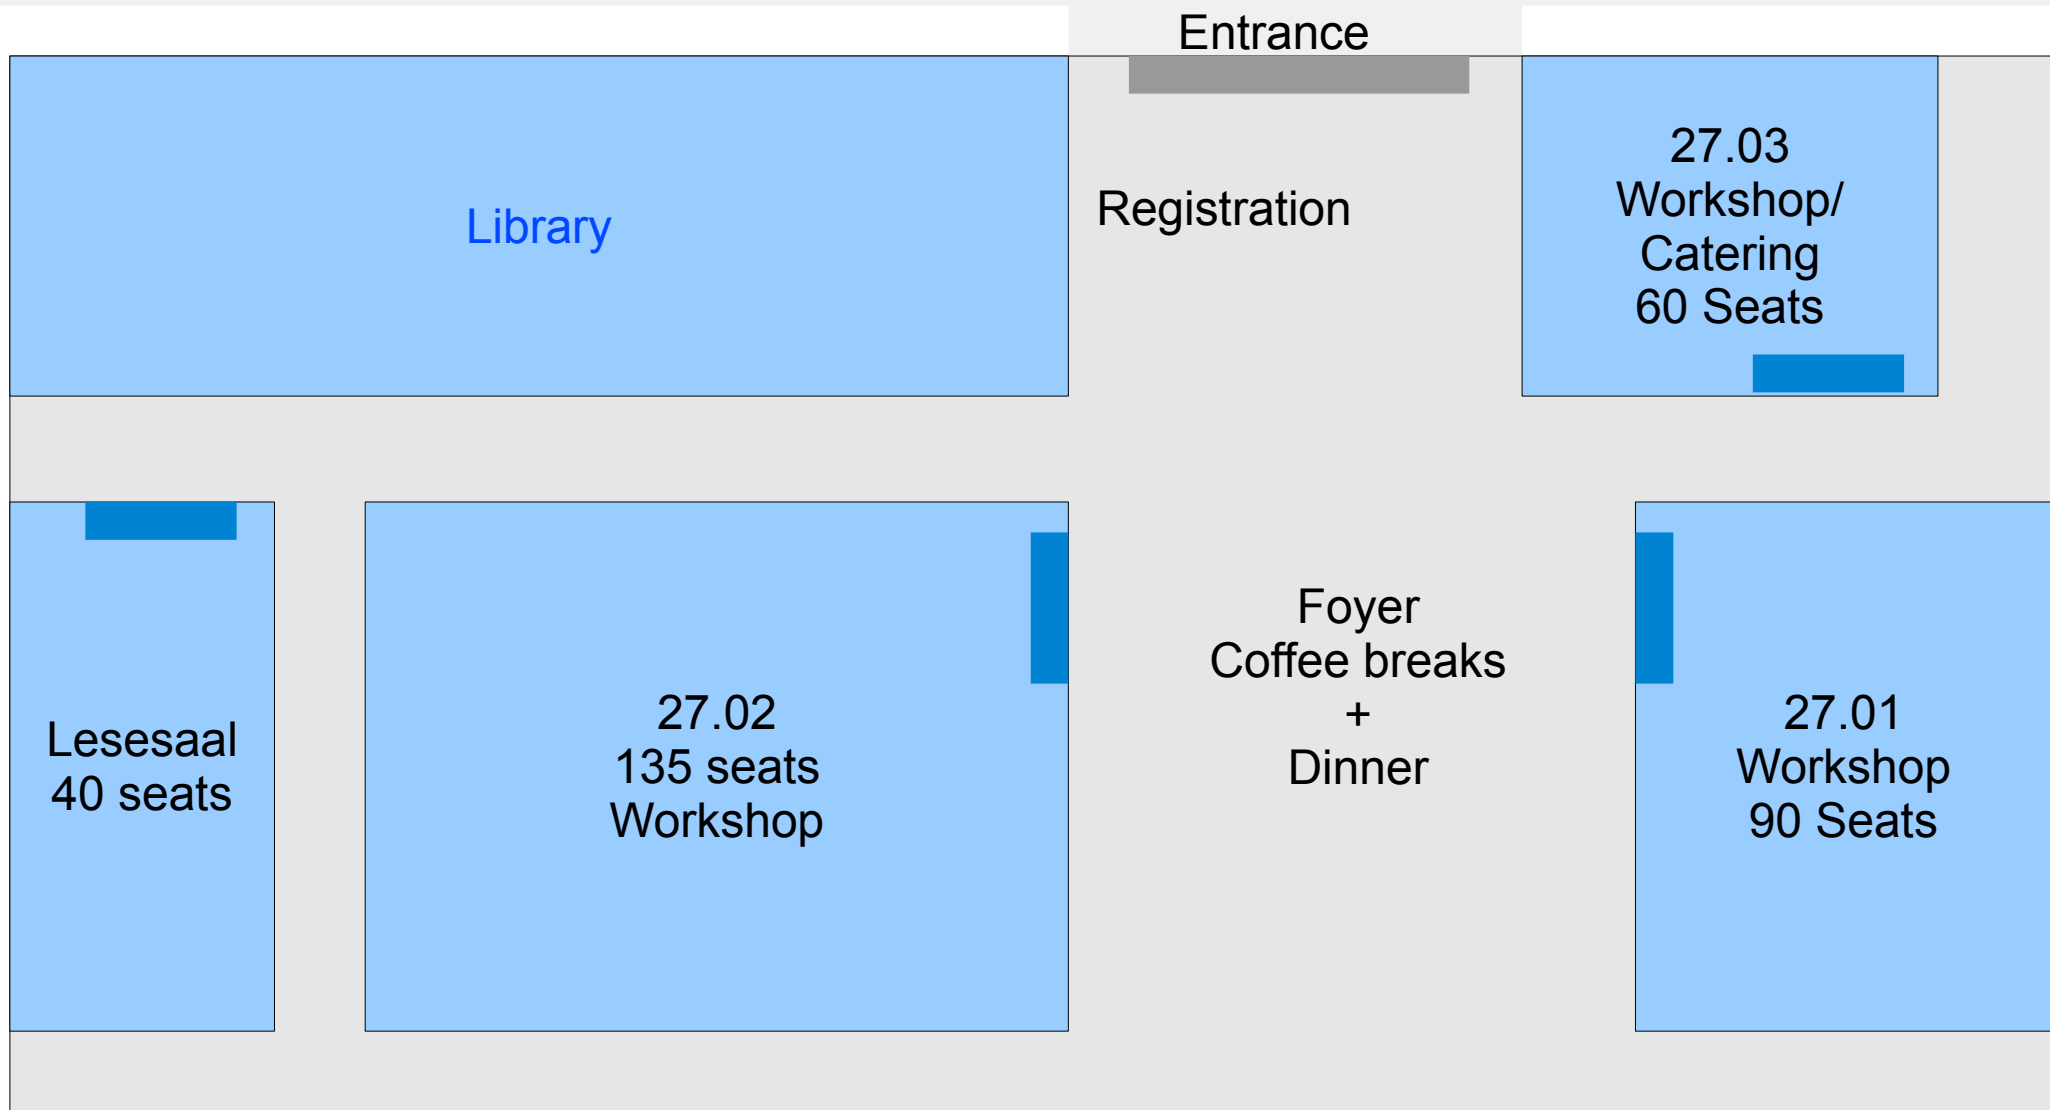 Entrance
Library
Registration
27.03
Workshop/
Catering
60 Seats
Lesesaal
40 seats
27.02
135 seats
Workshop
Foyer
Coffee breaks
+
Dinner
27.01
Workshop
90 Seats